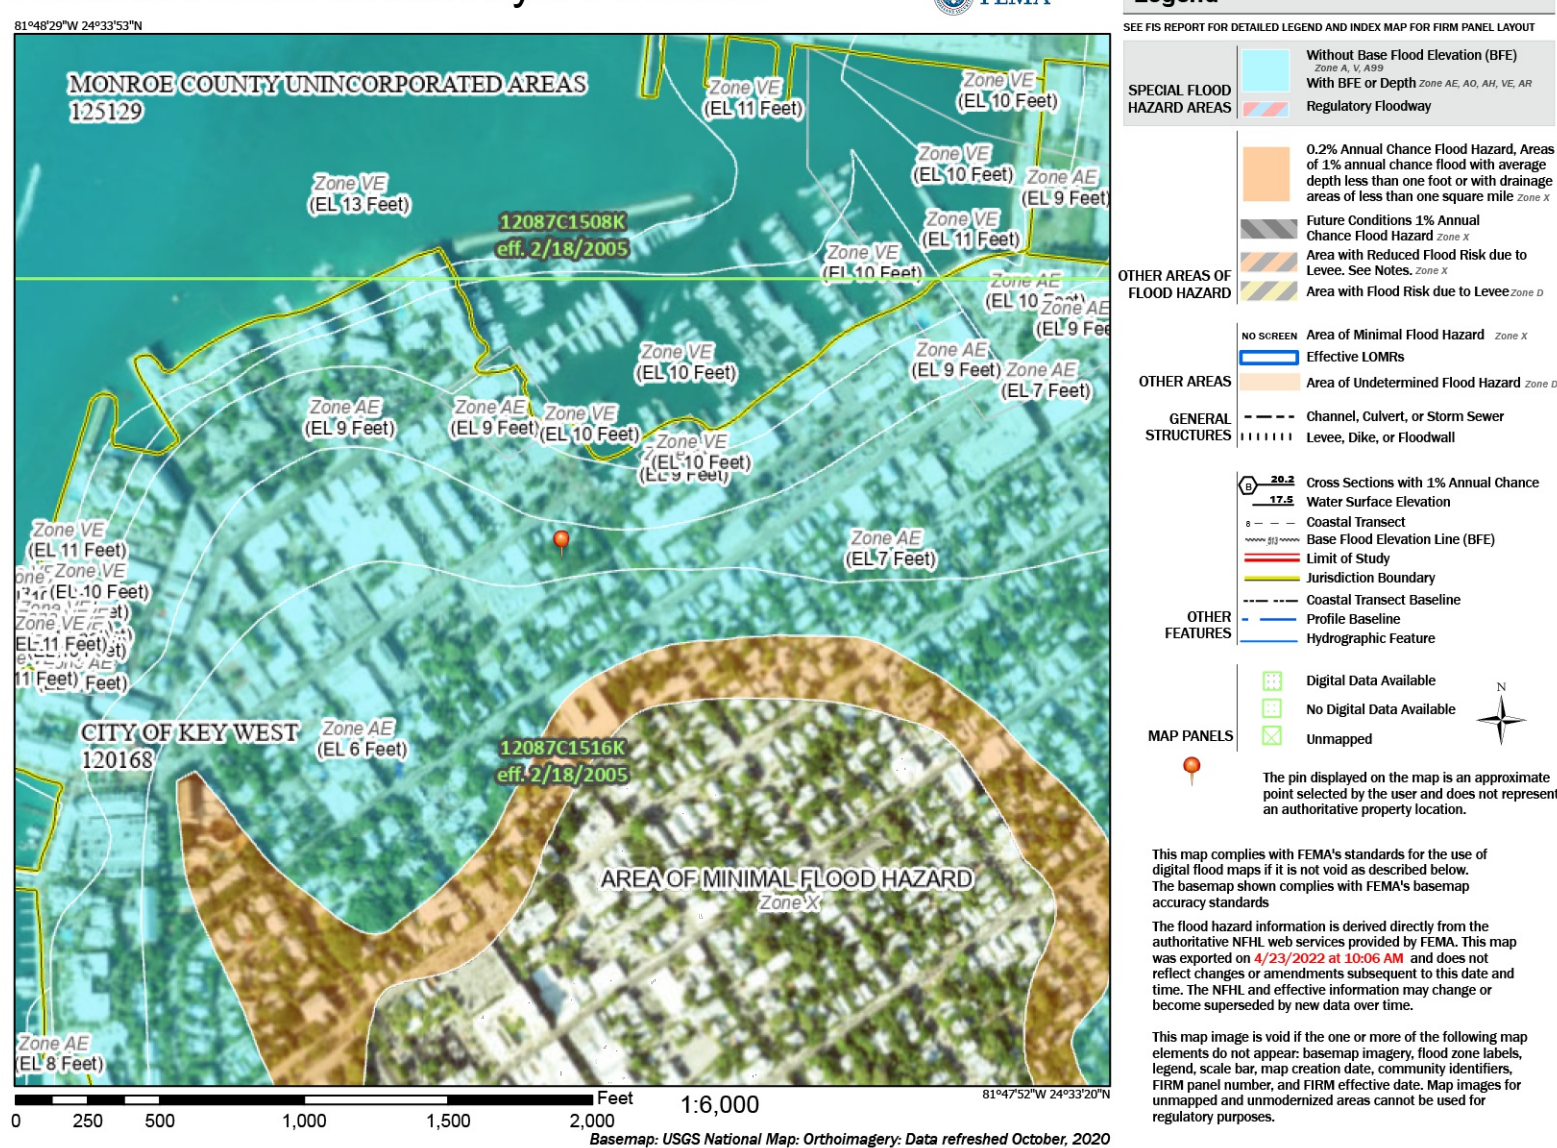 FEMA
Legend
81°48'29"W 24°33'53"N
SEE FIS REPORT FOR DETAILED LEGEND AND INDEX MAP FOR FIRM PANEL LAYOUT
MONROE COUNTY UNINCORPORATED AREAS
125129
Zone VE
(EL 11 Feet)
Zone VE
(EL 10 Feet)
Zone VE
(EL 13 Feet)
Zone VE
(EL 10 Feet)
Zone AE
(EL 9 Feet)
12087C1508K
eff. 2/18/2005
Zone VE
(EL 11 Feet)
Zone VE
(EL 10 Feet)
Zone AE
(EL 10 Feet)
Zone AE
(EL 9 Fee
Zone VE
(EL 10 Feet)
Zone AE
(EL 9 Feet)
Zone AE
(EL 7 Feet)
Zone AE
(EL 9 Feet)
Zone AE
(EL 9 Feet)
Zone VE
(EL 10 Feet)
Zone VE
(EL 10 Feet)
(EL 9 Feet)
Zone VE
(EL 11 Feet)
Zone AE
(EL 7 Feet)
Zone VE
(EL 10 Feet)
Zone VE
EL 11 Feet)
11 Feet)
CITY OF KEY WEST
120168
Zone AE
(EL 6 Feet)
12087C1516K
eff. 2/18/2005
AREA OF MINIMAL FLOOD HAZARD
Zone X
Zone AE
(EL 8 Feet)
81°47'52"W 24°33'20"N
0 250 500 1,000 1,500 2,000 Feet
1:6,000
Basemap: USGS National Map: Orthoimagery: Data refreshed October, 2020
SPECIAL FLOOD
HAZARD AREAS
Without Base Flood Elevation (BFE)
Zone A, V, A99
With BFE or Depth Zone AE, AO, AH, VE, AR
Regulatory Floodway
OTHER AREAS OF
FLOOD HAZARD
0.2% Annual Chance Flood Hazard, Areas
of 1% annual chance flood with average
depth less than one foot or with drainage
areas of less than one square mile Zone X
Future Conditions 1% Annual
Chance Flood Hazard Zone X
Area with Reduced Flood Risk due to
Levee. See Notes. Zone X
Area with Flood Risk due to Levee Zone D
OTHER AREAS
NO SCREEN Area of Minimal Flood Hazard Zone X
Effective LOMRs
Area of Undetermined Flood Hazard Zone D
GENERAL
STRUCTURES
Channel, Culvert, or Storm Sewer
Levee, Dike, or Floodwall
OTHER
FEATURES
B 20.2 Cross Sections with 1% Annual Chance
17.5 Water Surface Elevation
8 Coastal Transect
513 Base Flood Elevation Line (BFE)
Limit of Study
Jurisdiction Boundary
Coastal Transect Baseline
Profile Baseline
Hydrographic Feature
MAP PANELS
Digital Data Available
No Digital Data Available
Unmapped
N
The pin displayed on the map is an approximate
point selected by the user and does not represent
an authoritative property location.
This map complies with FEMA's standards for the use of
digital flood maps if it is not void as described below.
The basemap shown complies with FEMA's basemap
accuracy standards
The flood hazard information is derived directly from the
authoritative NFHL web services provided by FEMA. This map
was exported on 4/23/2022 at 10:06 AM and does not
reflect changes or amendments subsequent to this date and
time. The NFHL and effective information may change or
become superseded by new data over time.
This map image is void if the one or more of the following map
elements do not appear: basemap imagery, flood zone labels,
legend, scale bar, map creation date, community identifiers,
FIRM panel number, and FIRM effective date. Map images for
unmapped and unmodernized areas cannot be used for
regulatory purposes.